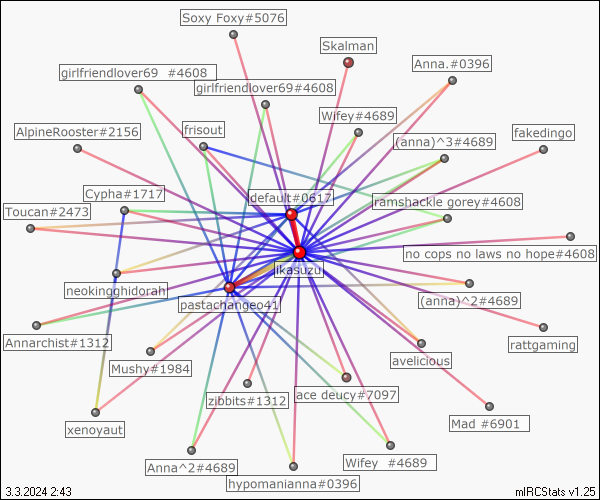 Soxy Foxy#5076
Skalman
Anna.#0396
girlfriendlover69 #4608
girlfriendlover69#4608
Wifey#4689
AlpineRooster#2156
frisout
(anna)^3#4689
fakedingo
Cypha#1717
default#0617
ramshackle gorey#4608
Toucan#2473
no cops no laws no hope#4608
likasuzu
neokingghidorah
pastachangeo41
(anna)^2#4689
Annarchist#1312
rattgaming
Mushy#1984
avelicious
zibbits#1312
ace deucy#7097
Mad #6901
xenoyaut
Anna^2#4689
Wifey #4689
hypomanianna#0396
3.3.2024 2:43
mIRCStats v1.25